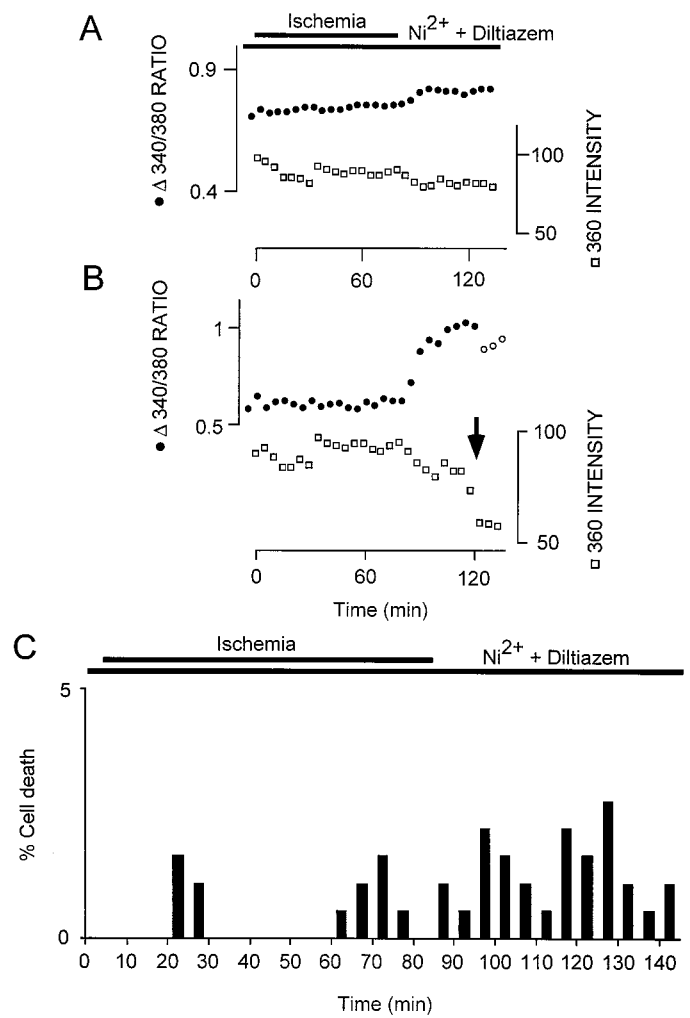 A
Ischemia
Ni2+ + Diltiazem
0.9
0.4
● Δ 340/380 RATIO
100
50
□ 360 INTENSITY
0 60 120
B
1
0.5
● Δ 340/380 RATIO
100
50
□ 360 INTENSITY
0 60 120
Time (min)
C
Ischemia
Ni2+ + Diltiazem
5
0
% Cell death
0 10 20 30 40 50 60 70 80 90 100 110 120 130 140
Time (min)